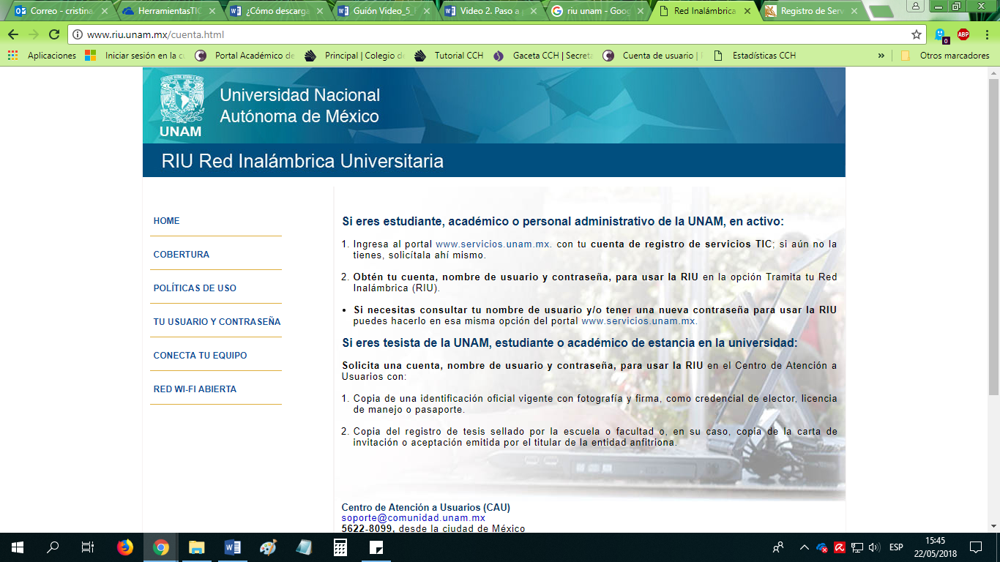 Correo - cristina
HerramientasTIC
¿Cómo descarga
Guión Video_5_
Video 2. Paso a
riu unam - Goo
Red Inalámbrica
Registro de Serv
www.riu.unam.mx/cuenta.html
0
ABP
Aplicaciones
Iniciar sesión en la c
Portal Académico de
Principal | Colegio de
Tutorial CCH
Gaceta CCH | Secreta
Cuenta de usuario |
Estadísticas CCH
»
Otros marcadores
Universidad Nacional
Autónoma de México
UNAM
RIU Red Inalámbrica Universitaria
HOME
COBERTURA
POLÍTICAS DE USO
TU USUARIO Y CONTRASEÑA
CONECTA TU EQUIPO
RED WI-FI ABIERTA
Si eres estudiante, académico o personal administrativo de la UNAM, en activo:
1. Ingresa al portal www.servicios.unam.mx. con tu cuenta de registro de servicios TIC; si aún no la
tienes, solicítala ahí mismo.
2. Obtén tu cuenta, nombre de usuario y contraseña, para usar la RIU en la opción Tramita tu Red
Inalámbrica (RIU).
• Si necesitas consultar tu nombre de usuario y/o tener una nueva contraseña para usar la RIU
puedes hacerlo en esa misma opción del portal www.servicios.unam.mx.
Si eres tesista de la UNAM, estudiante o académico de estancia en la universidad:
Solicita una cuenta, nombre de usuario y contraseña, para usar la RIU en el Centro de Atención a
Usuarios con:
1. Copia de una identificación oficial vigente con fotografía y firma, como credencial de elector, licencia
de manejo o pasaporte.
2. Copia del registro de tesis sellado por la escuela o facultad o, en su caso, copia de la carta de
invitación o aceptación emitida por el titular de la entidad anfitriona.
Centro de Atención a Usuarios (CAU)
soporte@comunidad.unam.mx
5622-8099, desde la ciudad de México
ESP
15:45
22/05/2018